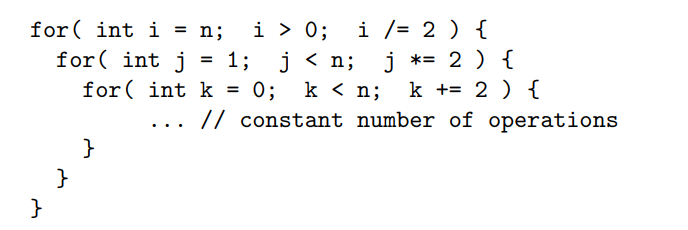 for( int i = n; i > 0; i /= 2 ) {
for( int j = 1; j < n; j *= 2 ) {
for( int k = 0; k < n; k += 2 ) {
... // constant number of operations
}
}
}